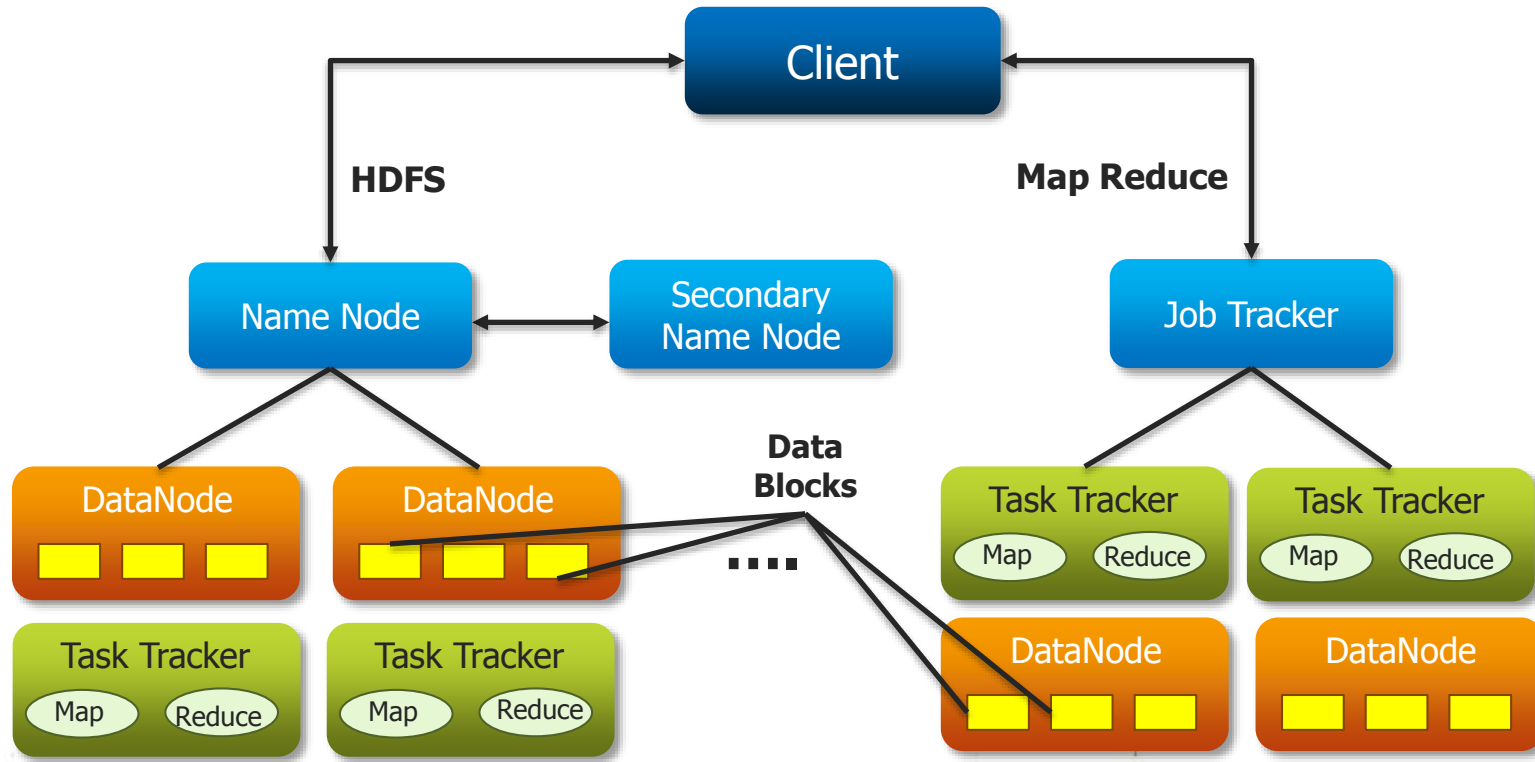 Client
HDFS
Map Reduce
Name Node
Secondary
Name Node
Job Tracker
Data
Blocks
DataNode
DataNode
Task Tracker
Map
Reduce
Task Tracker
Map
Reduce
Task Tracker
Map
Reduce
Task Tracker
Map
Reduce
DataNode
DataNode